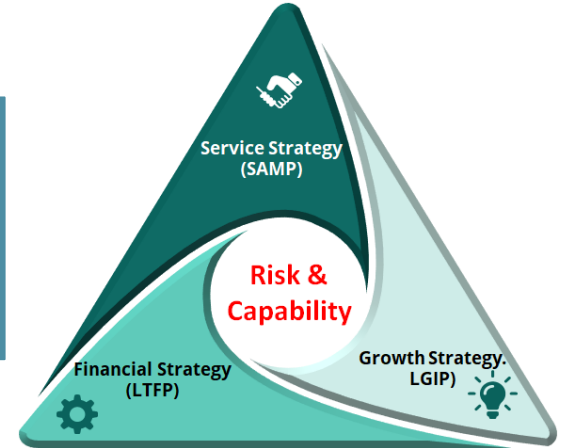 Service Strategy
(SAMP)
Risk &
Capability
Financial Strategy
(LTFP)
Growth Strategy.
LGIP)